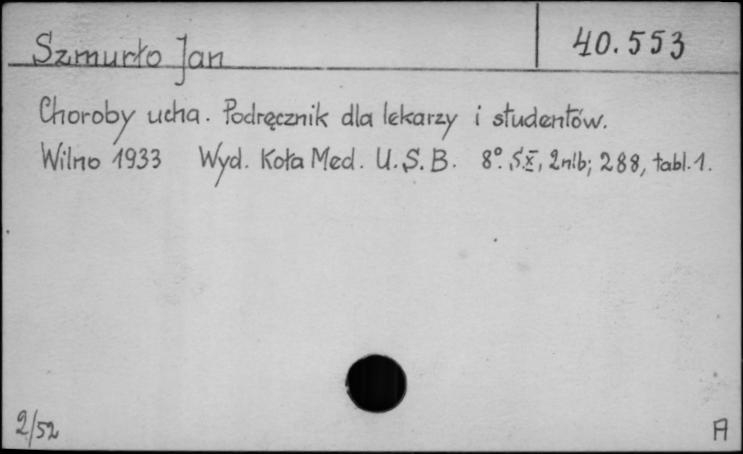 Szmurło Jan
40.553
Choroby ucha. Podręcznik dla lekarzy i studentów.
Wilno 1933 Wyd. Koła Med. U.S.B. 8° S.X, 2nlb; 288, tabl. 1.
2/52
A